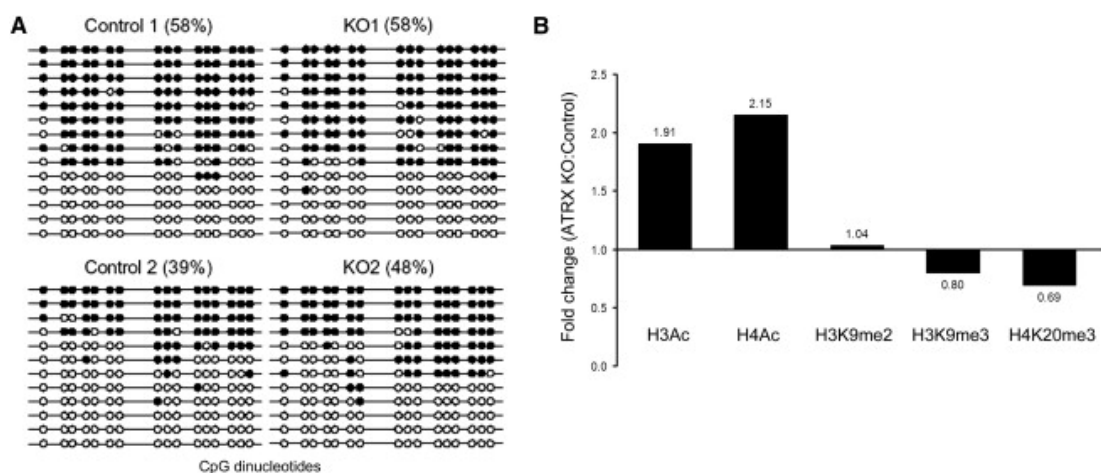 A
Control 1 (58%)
KO1 (58%)
Control 2 (39%)
KO2 (48%)
CpG dinucleotides
B
Fold change (ATRX KO:Control)
2.5
2.0
1.5
1.0
0.5
0.0
1.91
2.15
1.04
0.80
0.69
H3Ac
H4Ac
H3K9me2
H3K9me3
H4K20me3